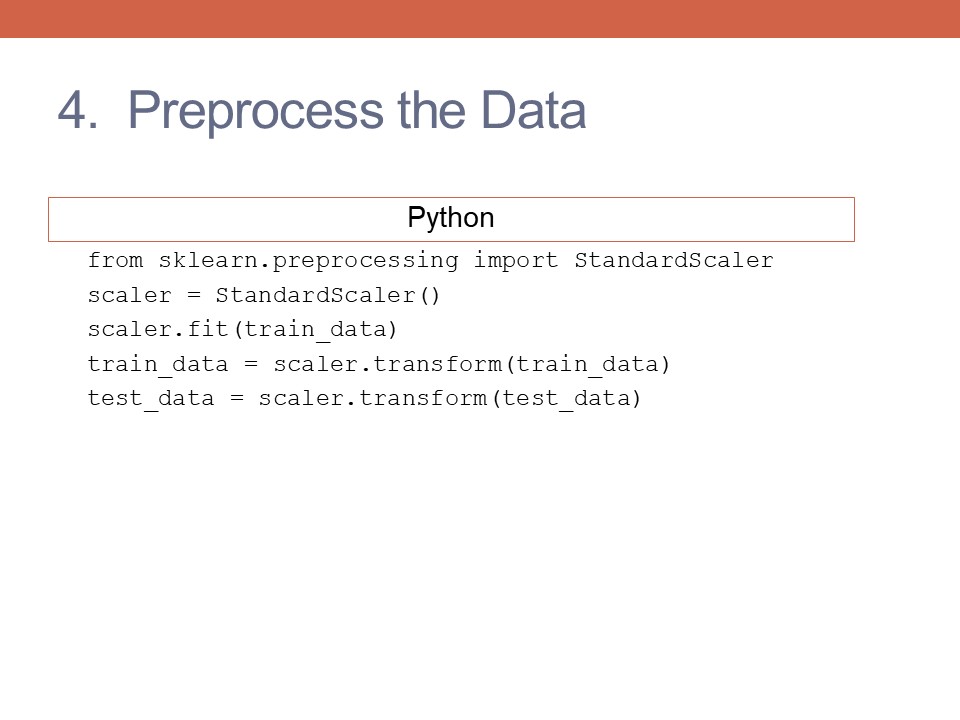 4. Preprocess the Data
Python
from sklearn.preprocessing import StandardScaler
scaler = StandardScaler()
scaler.fit(train_data)
train_data = scaler.transform(train_data)
test_data = scaler.transform(test_data)